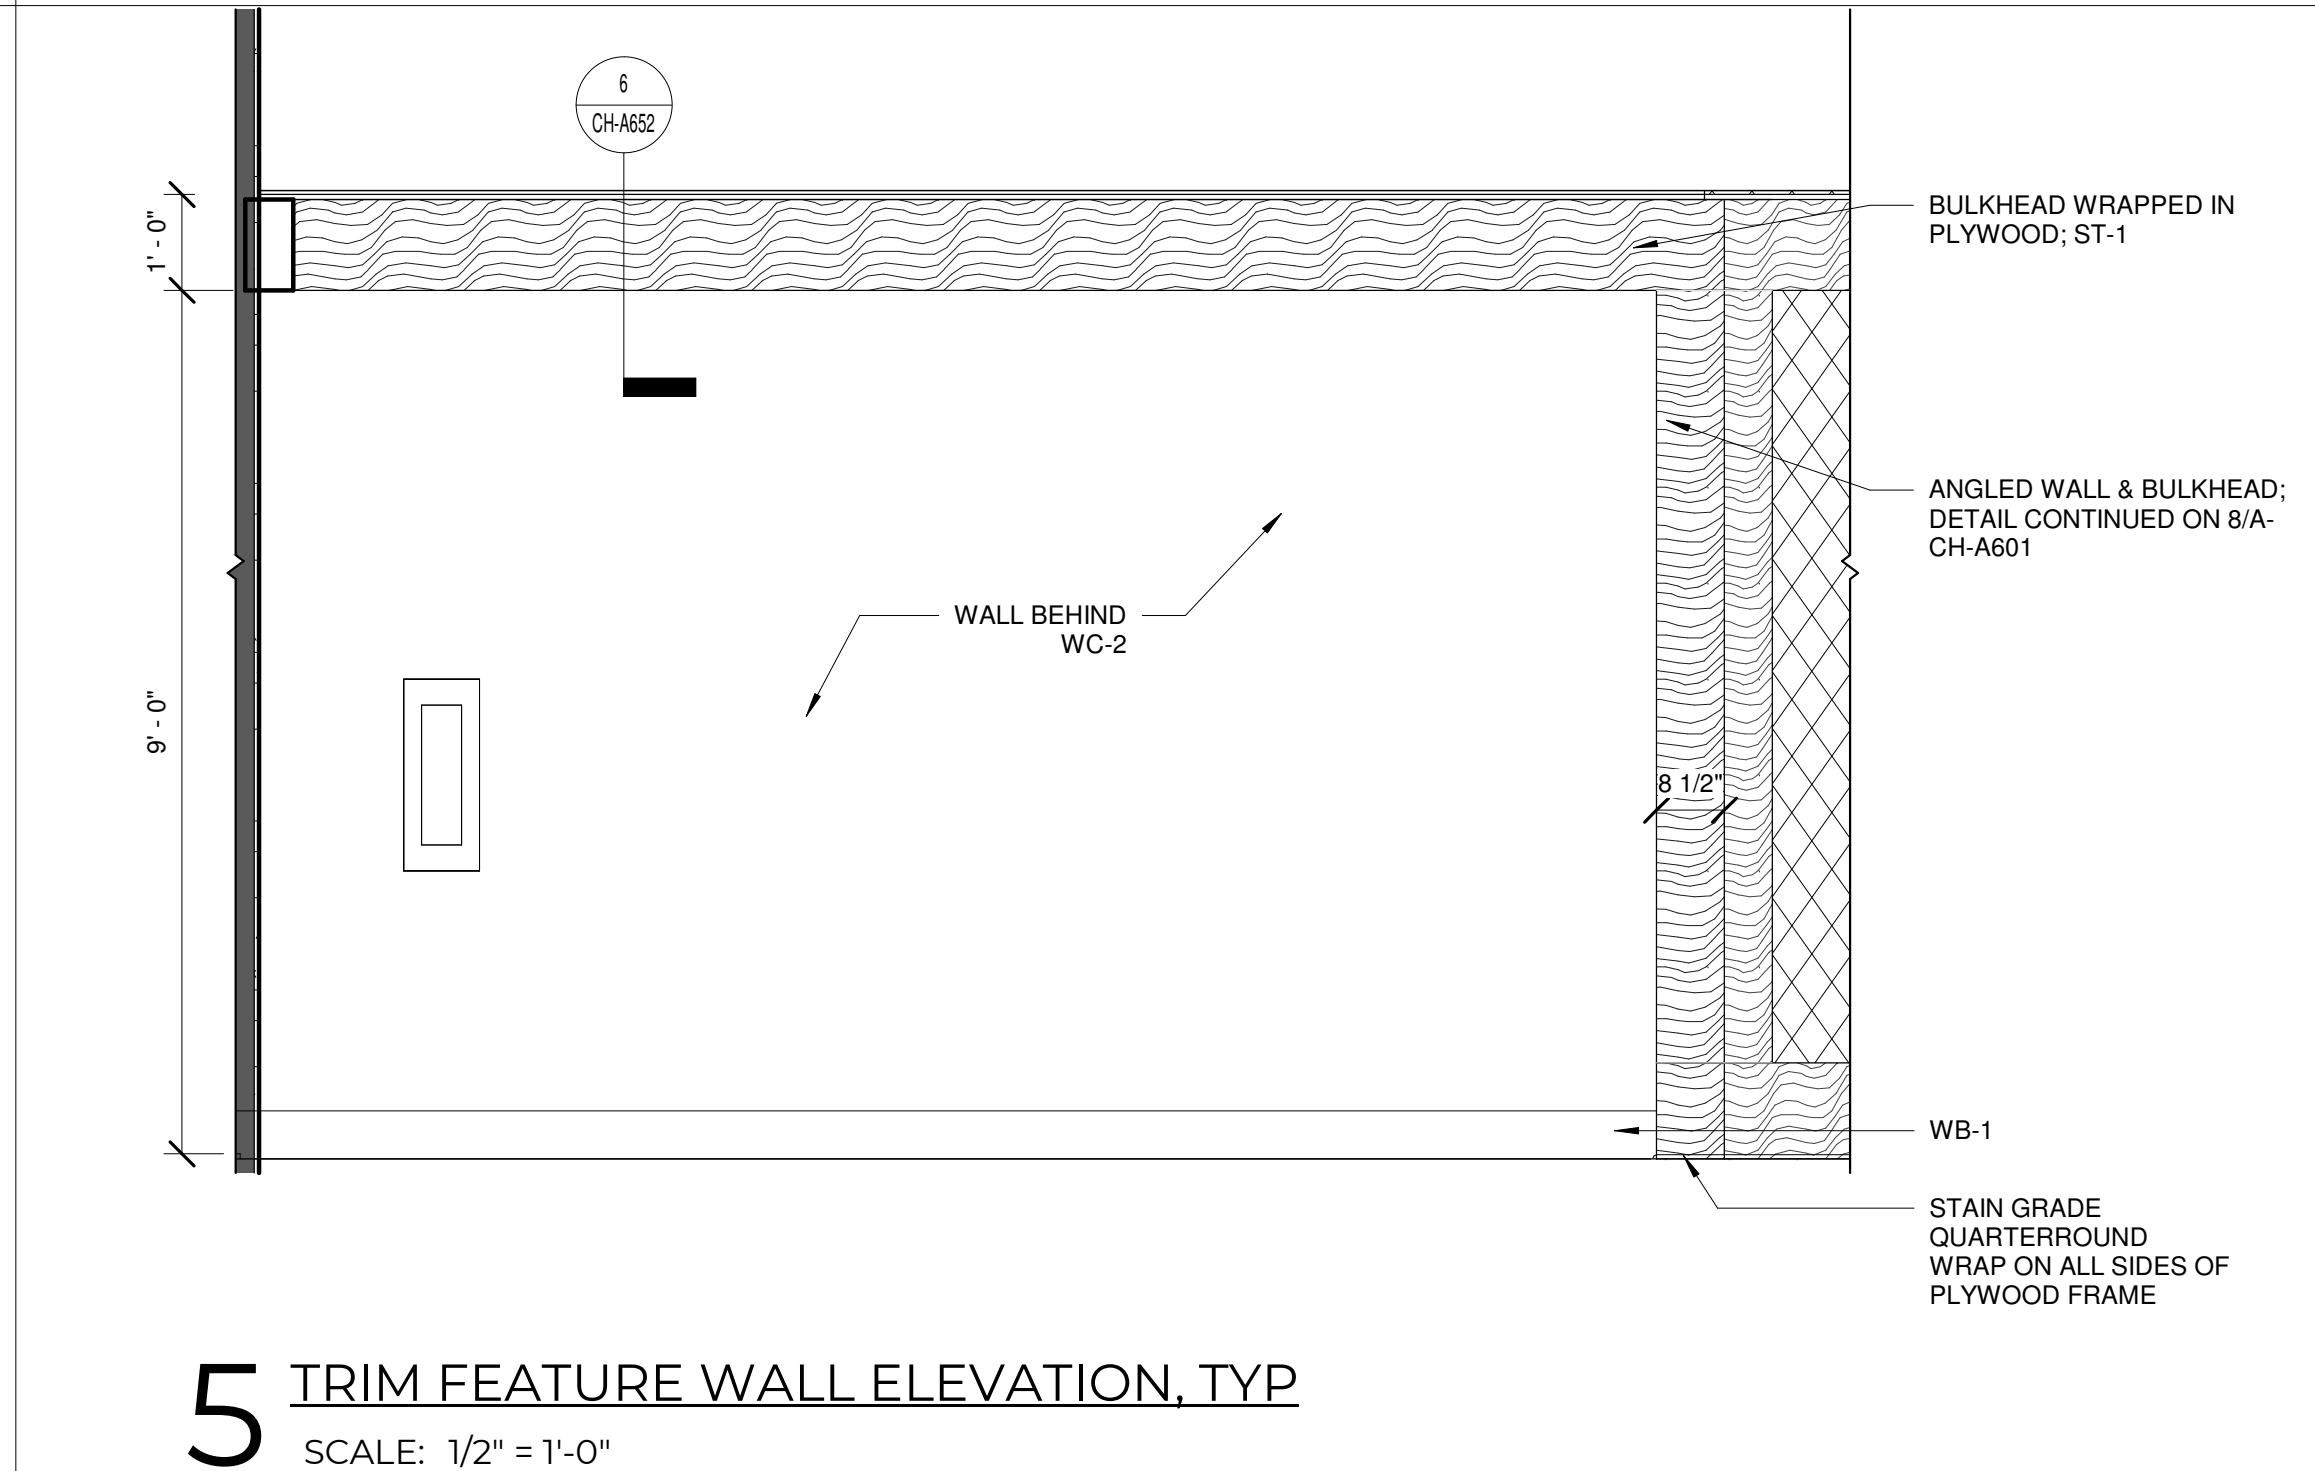 6
CH-A652
1' - 0"
BULKHEAD WRAPPED IN
PLYWOOD; ST-1
ANGLED WALL & BULKHEAD;
DETAIL CONTINUED ON 8/A-
CH-A601
WALL BEHIND
WC-2
9' - 0"
8 1/2"
WB-1
STAIN GRADE
QUARTERROUND
WRAP ON ALL SIDES OF
PLYWOOD FRAME
5 TRIM FEATURE WALL ELEVATION, TYP
SCALE: 1/2" = 1'-0"